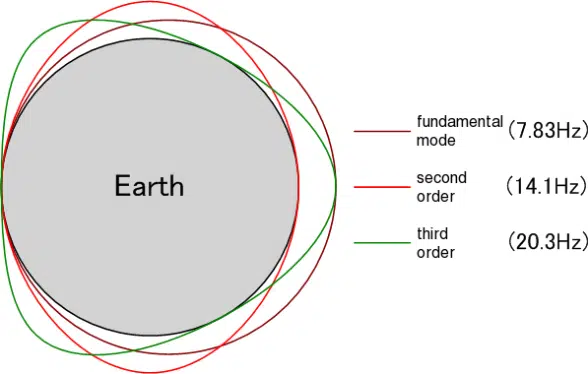 Earth
fundamental
mode
(7.83Hz)
second
order
(14.1Hz)
third
order
(20.3Hz)